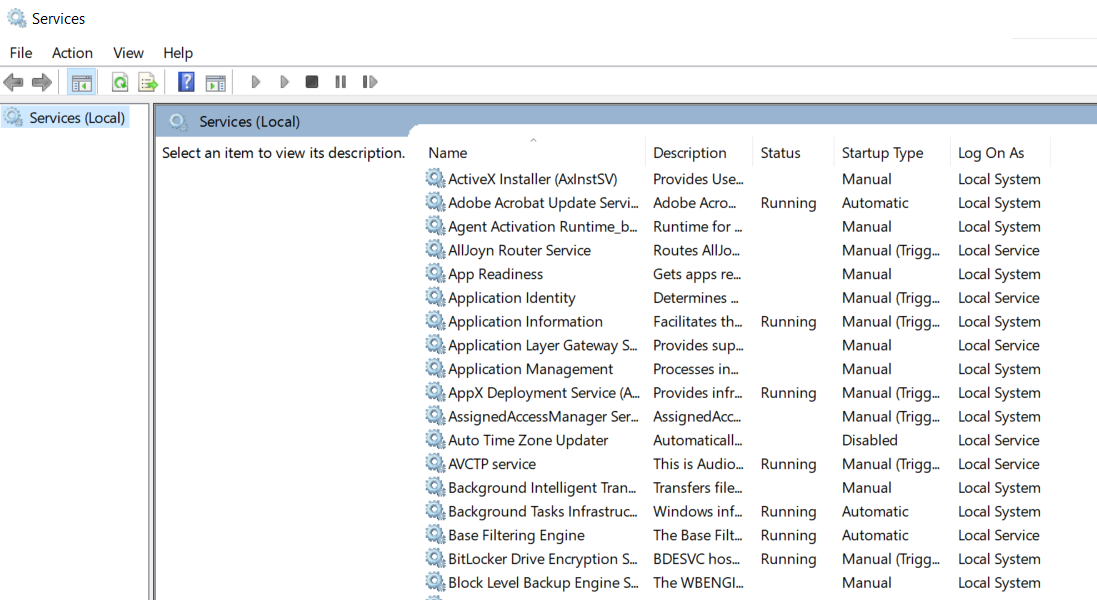 Services
File Action View Help
Services (Local)
Services (Local)
Select an item to view its description.
Name Description Status Startup Type Log On As
ActiveX Installer (AxInstSV) Provides Use... Manual Local System
Adobe Acrobat Update Servi... Adobe Acro... Running Automatic Local System
Agent Activation Runtime_b... Runtime for ... Manual Local System
AllJoyn Router Service Routes AllJo... Manual (Trigg... Local Service
App Readiness Gets apps re... Manual Local System
Application Identity Determines ... Manual (Trigg... Local Service
Application Information Facilitates th... Running Manual (Trigg... Local System
Application Layer Gateway S... Provides sup... Manual Local Service
Application Management Processes in... Manual Local System
AppX Deployment Service (A... Provides infr... Running Manual (Trigg... Local System
AssignedAccessManager Ser... AssignedAcc... Manual (Trigg... Local System
Auto Time Zone Updater Automaticall... Disabled Local Service
AVCTP service This is Audio... Running Manual (Trigg... Local Service
Background Intelligent Tran... Transfers file... Manual Local System
Background Tasks Infrastruc... Windows inf... Running Automatic Local System
Base Filtering Engine The Base Filt... Running Automatic Local Service
BitLocker Drive Encryption S... BDESVC hos... Running Manual (Trigg... Local System
Block Level Backup Engine S... The WBENGI... Manual Local System